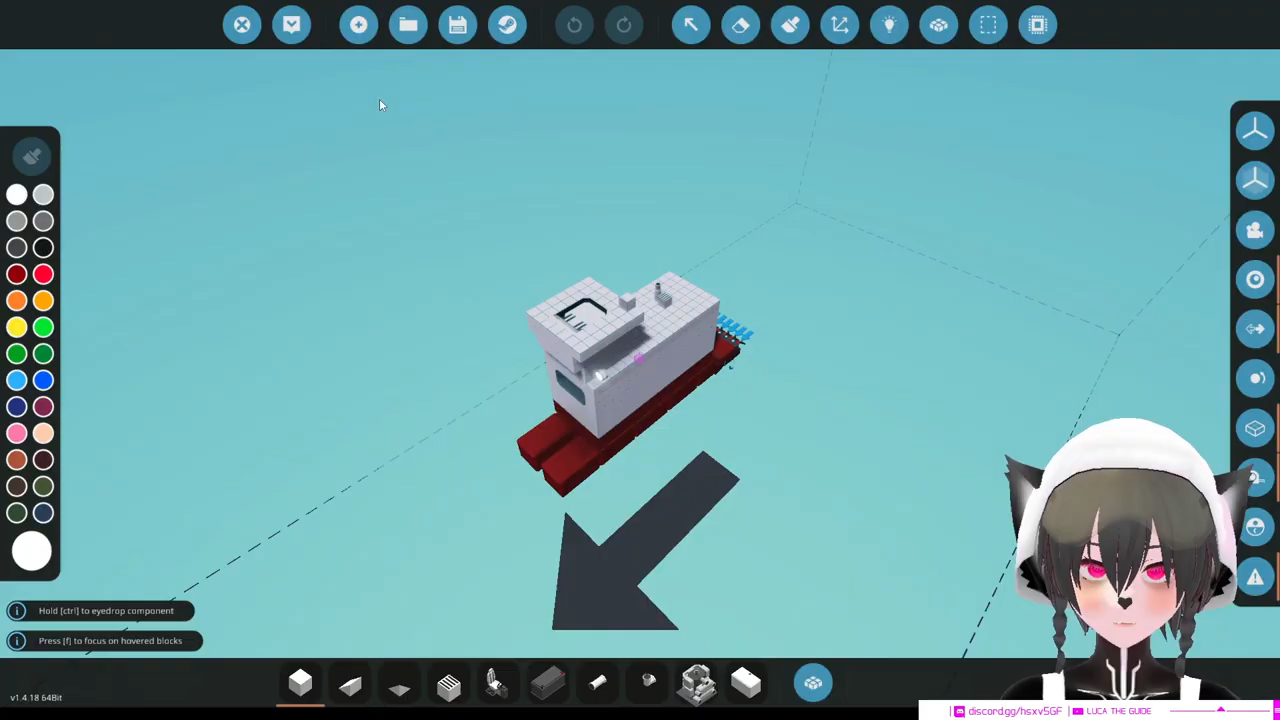 Hold [ctrl] to eyedrop component
Press [f] to focus on hovered blocks
v1.4.18 64Bit
discord.gg/hsxv5GF
LUCA THE GUIDE